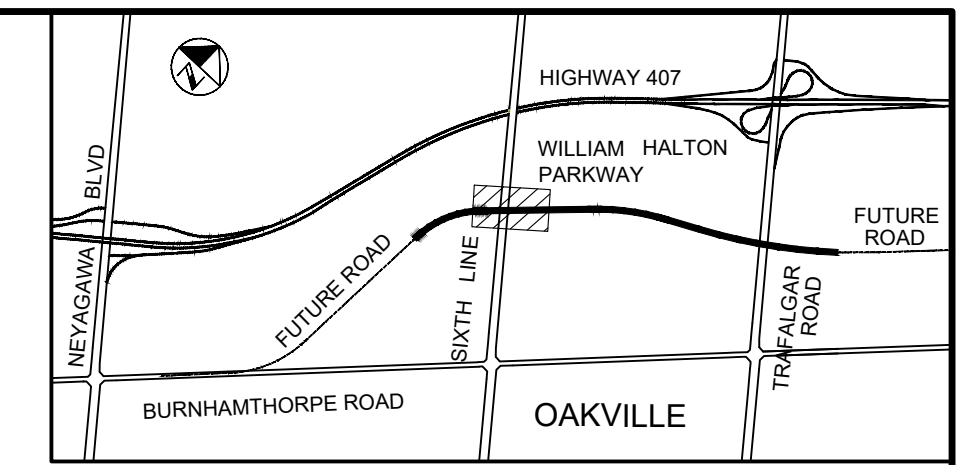 N
HIGHWAY 407
WILLIAM HALTON
PARKWAY
NEYAGAWA BLVD
FUTURE
ROAD
FUTURE ROAD
SIXTH LINE
TRAFALGAR
ROAD
BURNHAMTHORPE ROAD
OAKVILLE